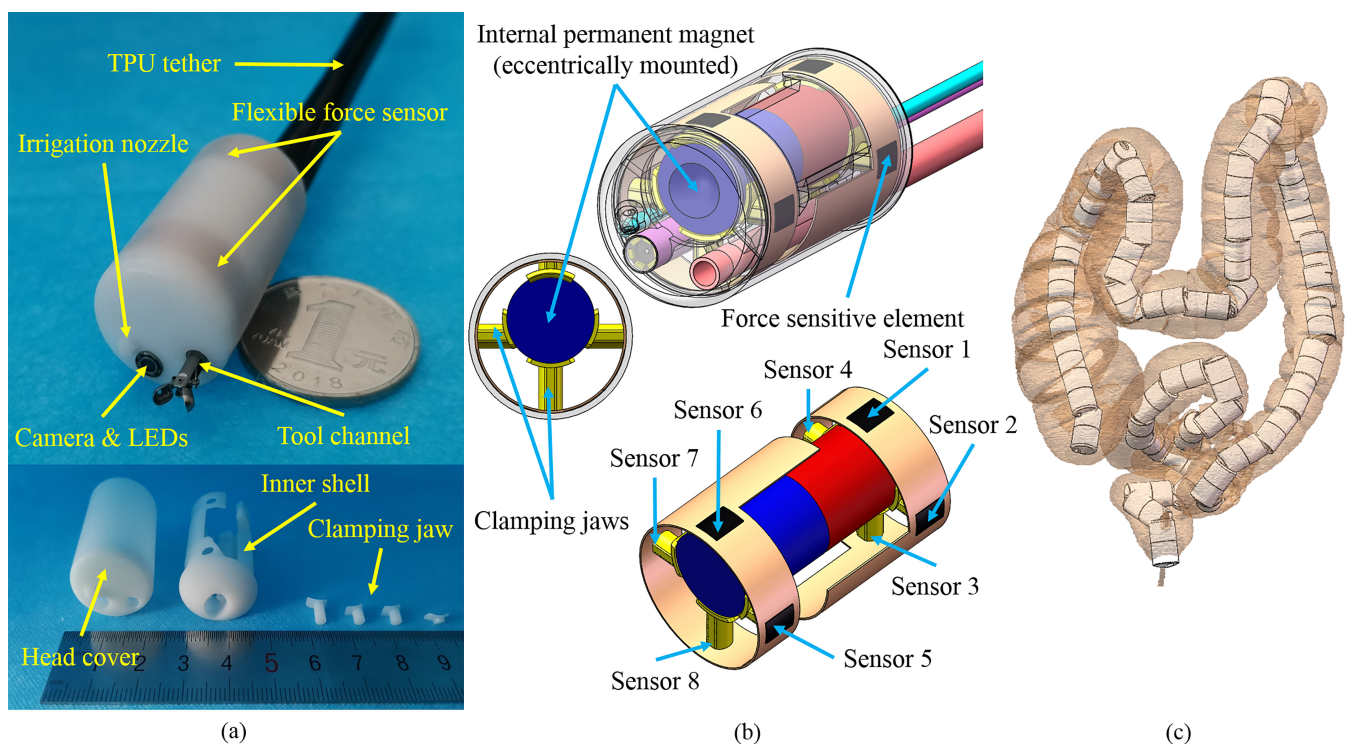 TPU tether
Flexible force sensor
Irrigation nozzle
Camera & LEDs
Tool channel
1
元
2018
Inner shell
Clamping jaw
Head cover
1 2 3 4 5 6 7 8 9
(a)
Internal permanent magnet
(eccentrically mounted)
Force sensitive element
Clamping jaws
Sensor 1
Sensor 4
Sensor 2
Sensor 6
Sensor 7
Sensor 3
Sensor 5
Sensor 8
(b)
(c)